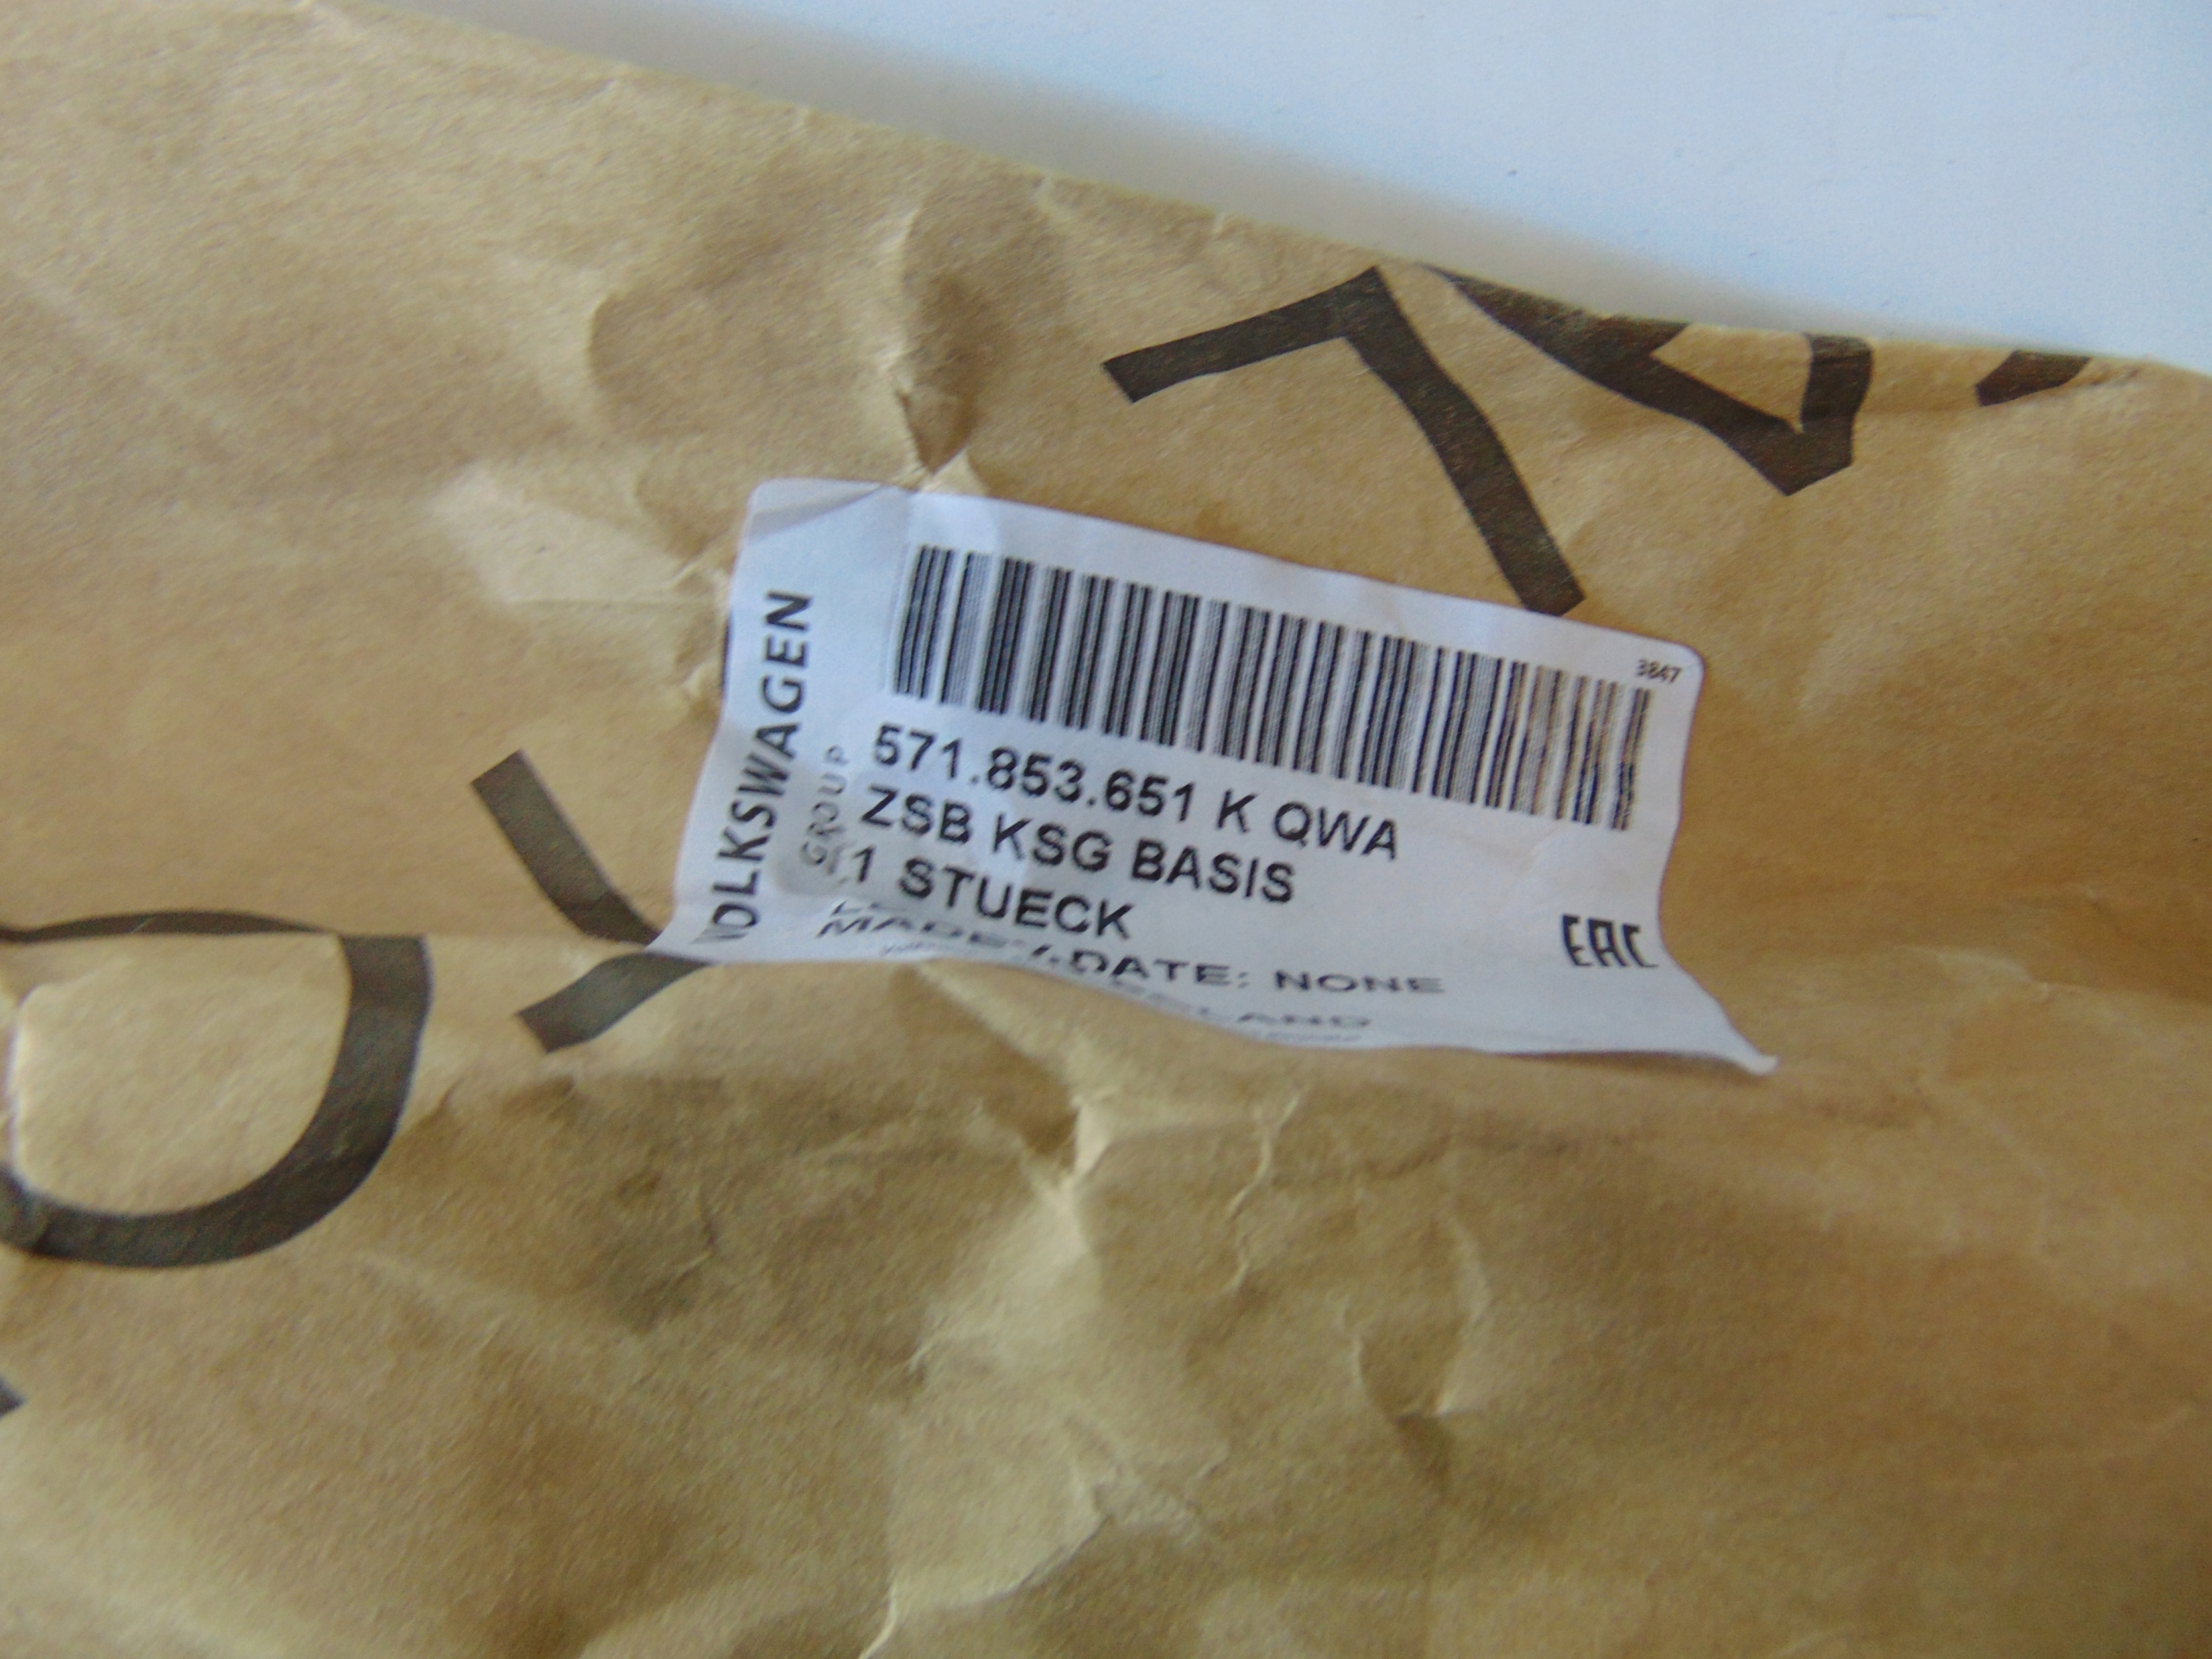 VOLKSWAGEN
GROUP
3847
571.853.651 K QWA
ZSB KSG BASIS
1 STUECK
DATE: NONE
EAC